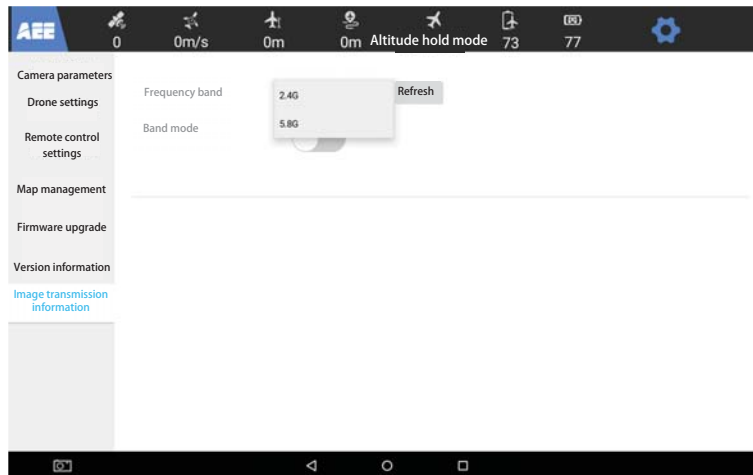 AEE
0
0m/s
0m
0m
Altitude hold mode
73
77
Camera parameters
Drone settings
Remote control
settings
Map management
Firmware upgrade
Version information
Image transmission
information
Frequency band
2.4G
5.8G
Refresh
Band mode